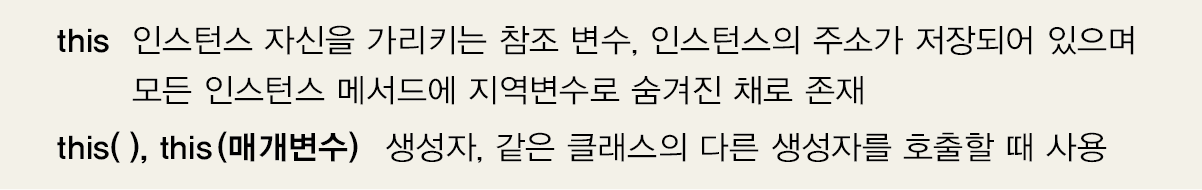 this 인스턴스 자신을 가리키는 참조 변수, 인스턴스의 주소가 저장되어 있으며
모든 인스턴스 메서드에 지역변수로 숨겨진 채로 존재
this( ), this(매개변수) 생성자, 같은 클래스의 다른 생성자를 호출할 때 사용